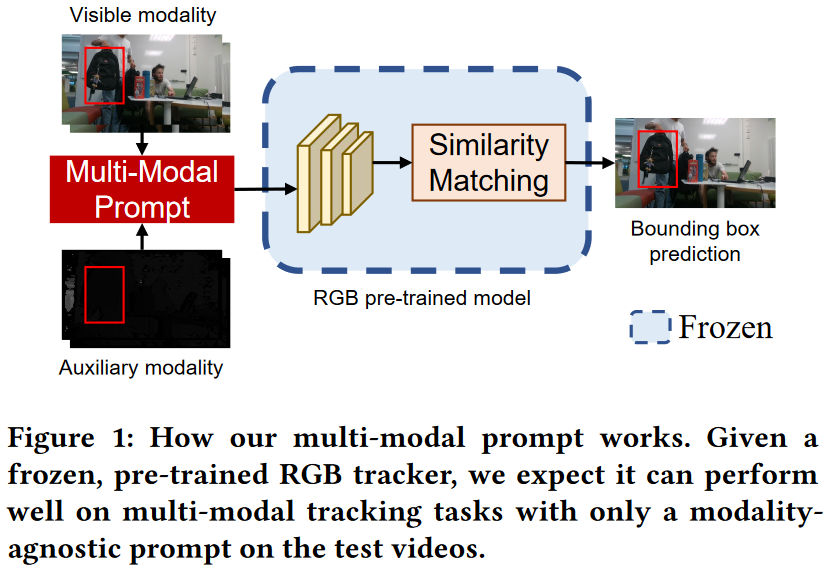 Visible modality
Multi-Modal
Prompt
Auxiliary modality
Similarity
Matching
RGB pre-trained model
Bounding box
prediction
Frozen
Figure 1: How our multi-modal prompt works. Given a
frozen, pre-trained RGB tracker, we expect it can perform
well on multi-modal tracking tasks with only a modality-
agnostic prompt on the test videos.